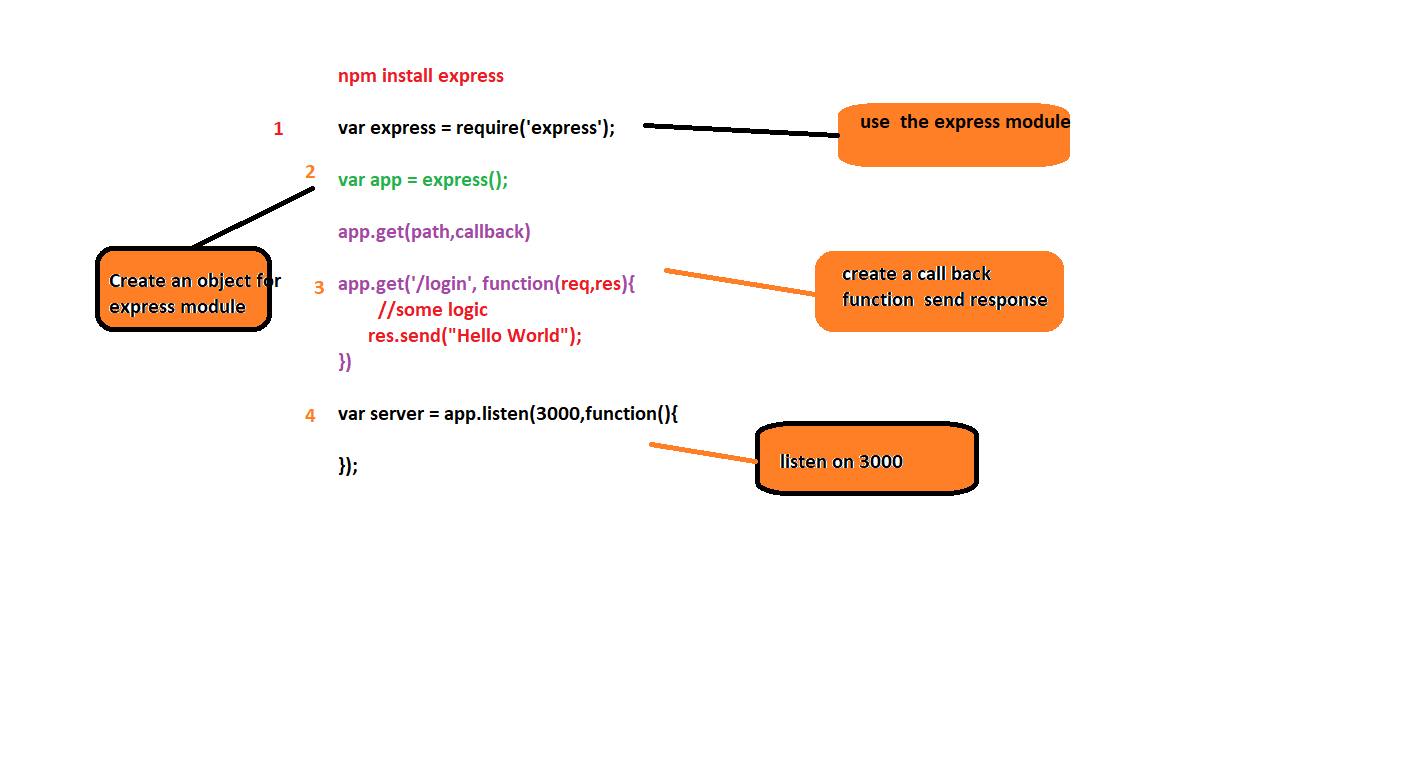 npm install express
1 var express = require('express');
use the express module
2
var app = express();
app.get(path,callback)
Create an object for
express module
3 app.get('/login', function(req,res){
//some logic
res.send("Hello World");
})
create a call back
function send response
4 var server = app.listen(3000,function(){
});
listen on 3000